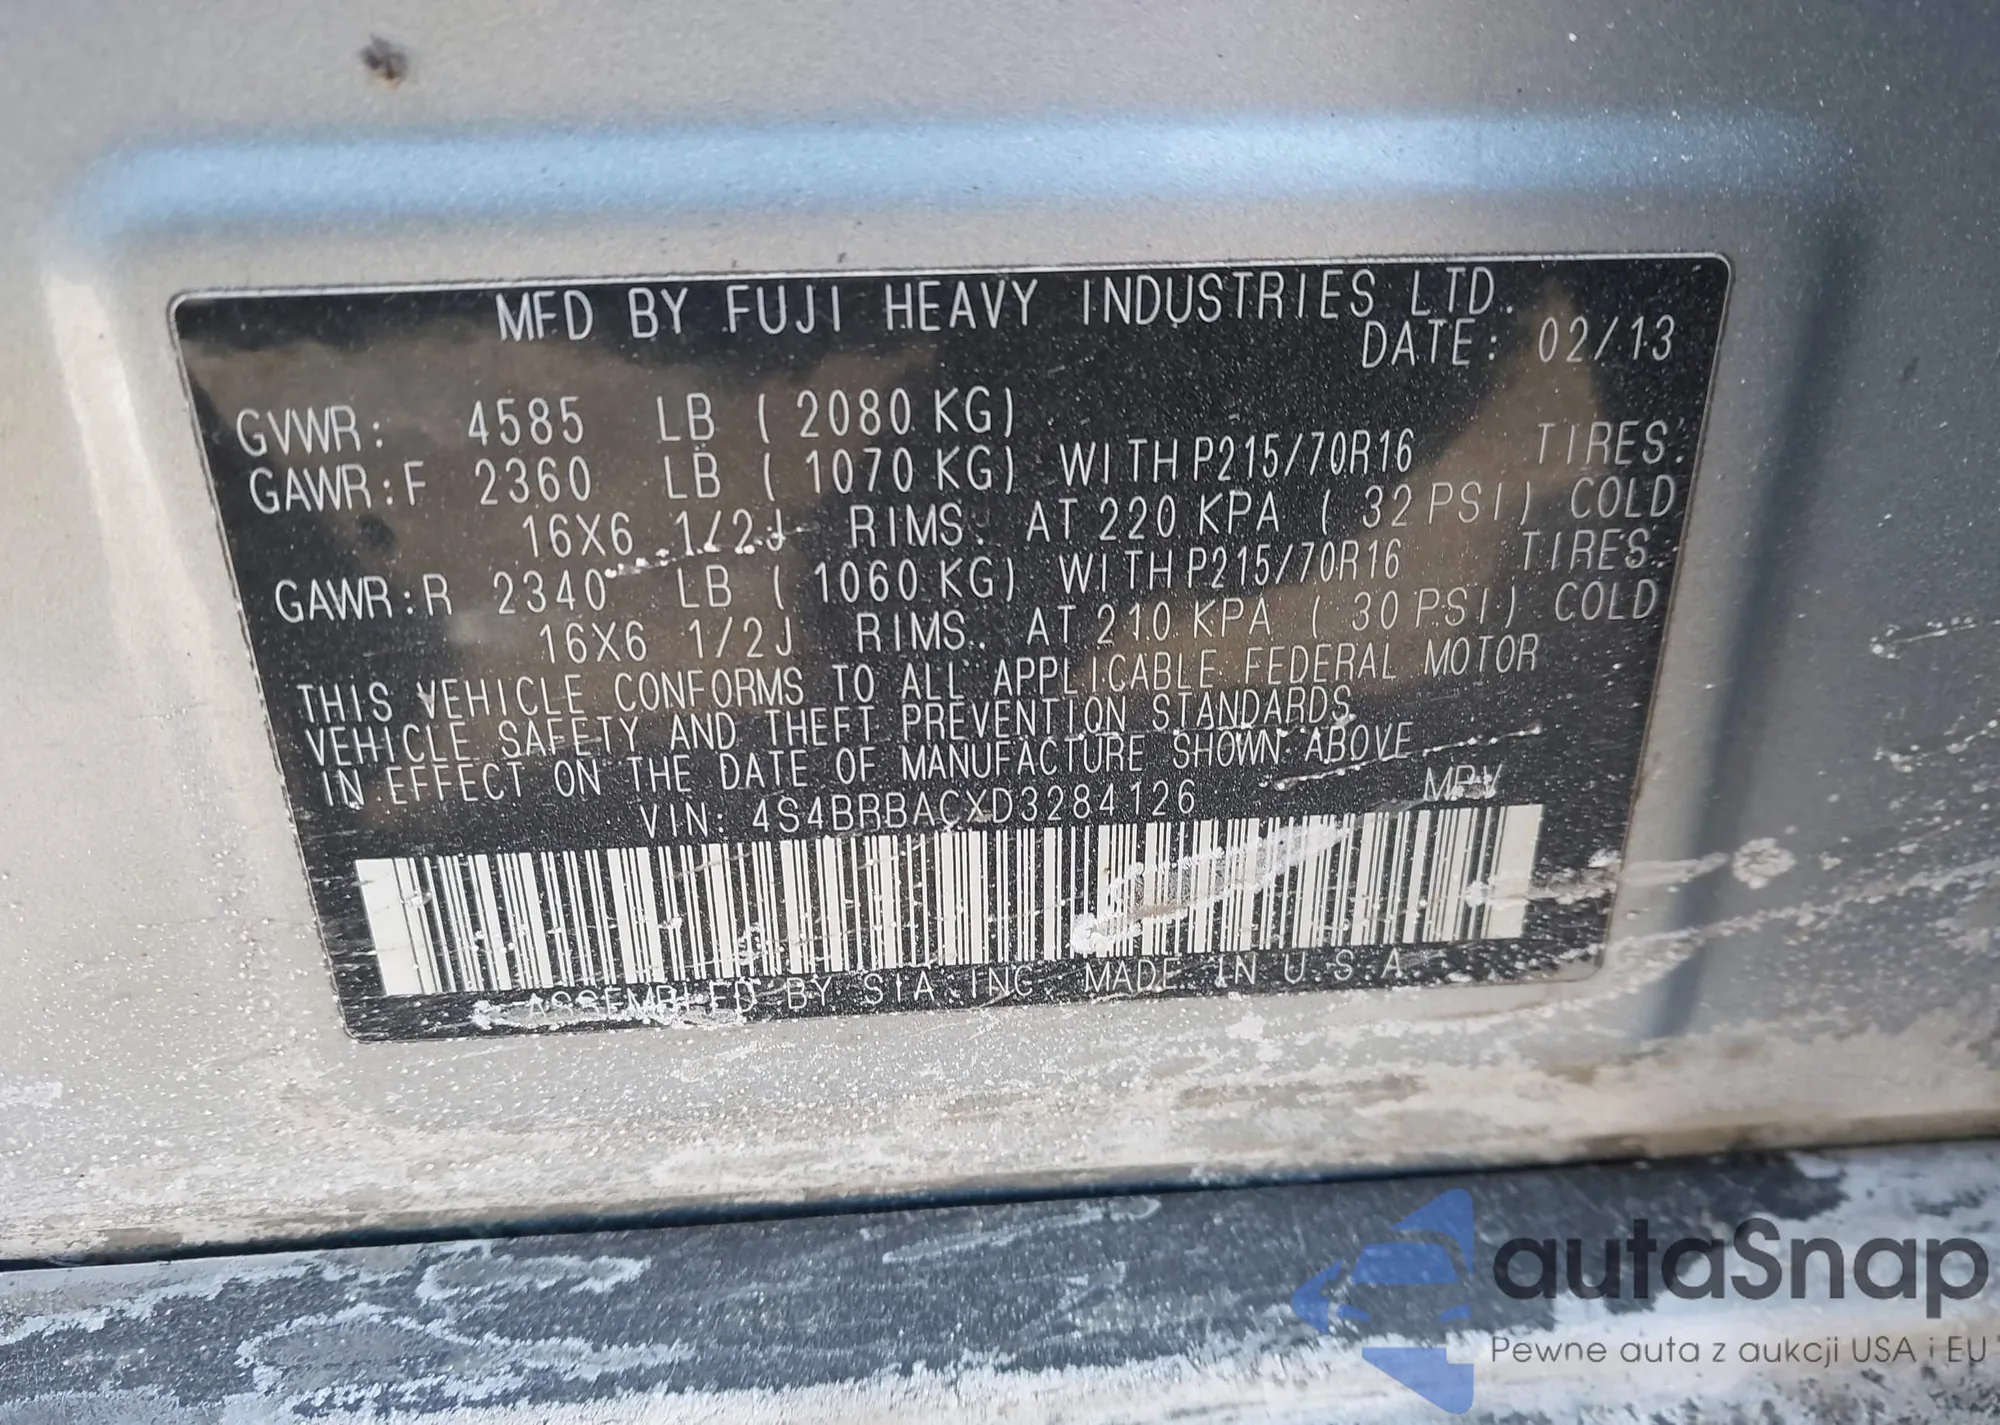 MFD BY FUJI HEAVY INDUSTRIES LTD.
DATE: 02/13
GVWR: 4585 LB ( 2080 KG)
GAWR:F 2360 LB ( 1070 KG) WITH P215/70R16 TIRES.
16X6 1/2J RIMS. AT 220 KPA ( 32 PSI) COLD
GAWR:R 2340 LB ( 1060 KG) WITH P215/70R16 TIRES.
16X6 1/2J RIMS. AT 210 KPA ( 30 PSI) COLD
THIS VEHICLE CONFORMS TO ALL APPLICABLE FEDERAL MOTOR
VEHICLE SAFETY AND THEFT PREVENTION STANDARDS
IN EFFECT ON THE DATE OF MANUFACTURE SHOWN ABOVE
VIN: 4S4BRBACXD3284126 MPV
ASSEMBLED BY SIA, INC. MADE IN U.S.A.
autaSnap
Pewne auta z aukcji USA i EU